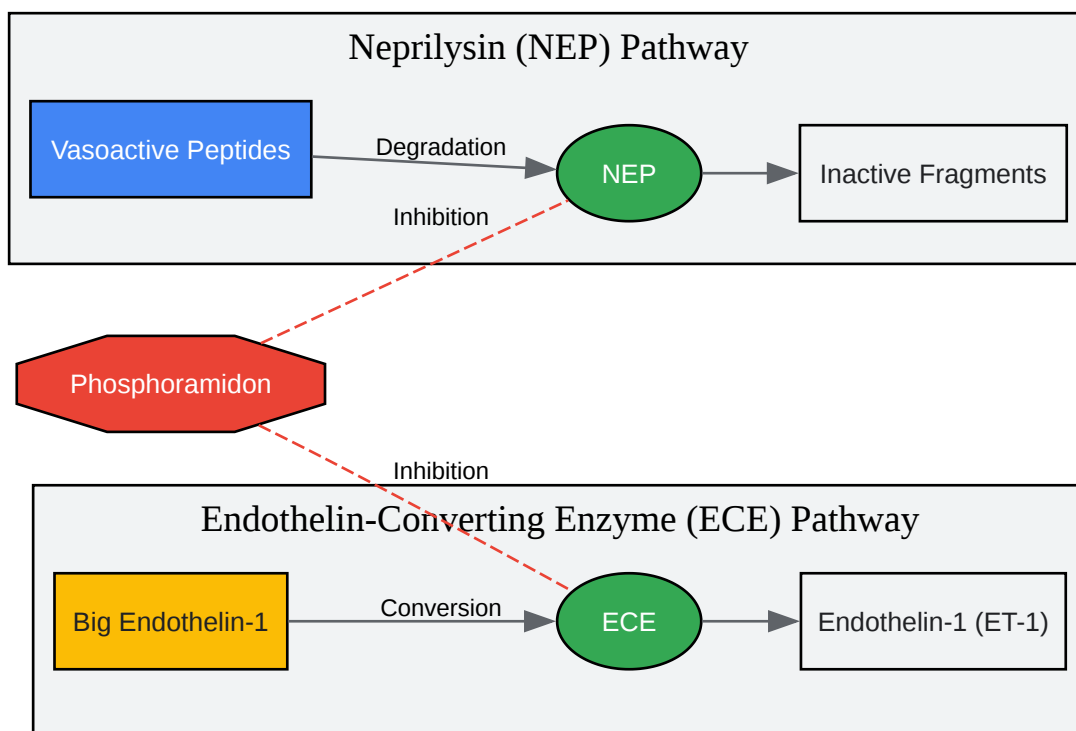 Neprilysin (NEP) Pathway
Vasoactive Peptides
Degradation
NEP
Inactive Fragments
Inhibition
Phosphoramidon
Inhibition
Endothelin-Converting Enzyme (ECE) Pathway
Big Endothelin-1
Conversion
ECE
Endothelin-1 (ET-1)